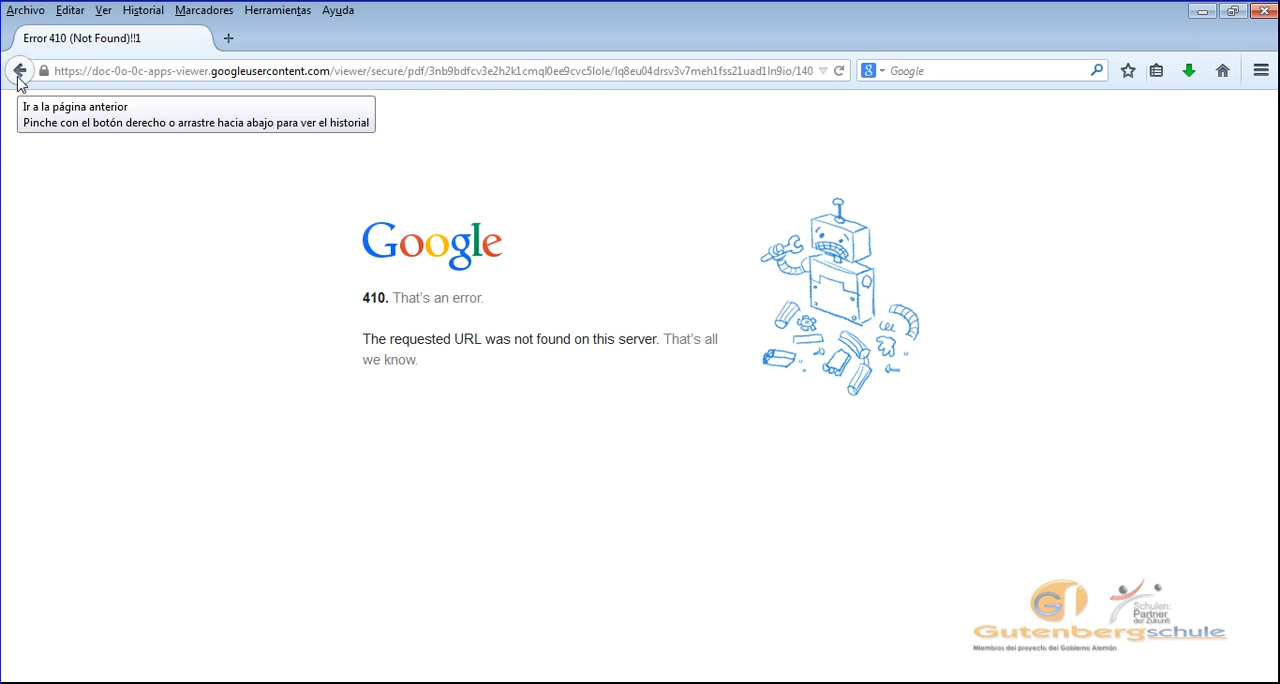 Archivo Editar Ver Historial Marcadores Herramientas Ayuda
Error 410 (Not Found)!!1
https://doc-0o-0c-apps-viewer.googleusercontent.com/viewer/secure/pdf/3nb9bdfcv3e2h2k1cmql0ee9cvc5lole/lq8eu04drsv3v7meh1fss21uad1ln9io/140
Google
Ir a la página anterior
Pinche con el botón derecho o arrastre hacia abajo para ver el historial
Google
410. That's an error.
The requested URL was not found on this server. That's all
we know.
Schulen:
Partner
der Zukunft
Gutenbergschule
Miembros del proyecto del Gobierno Alemán